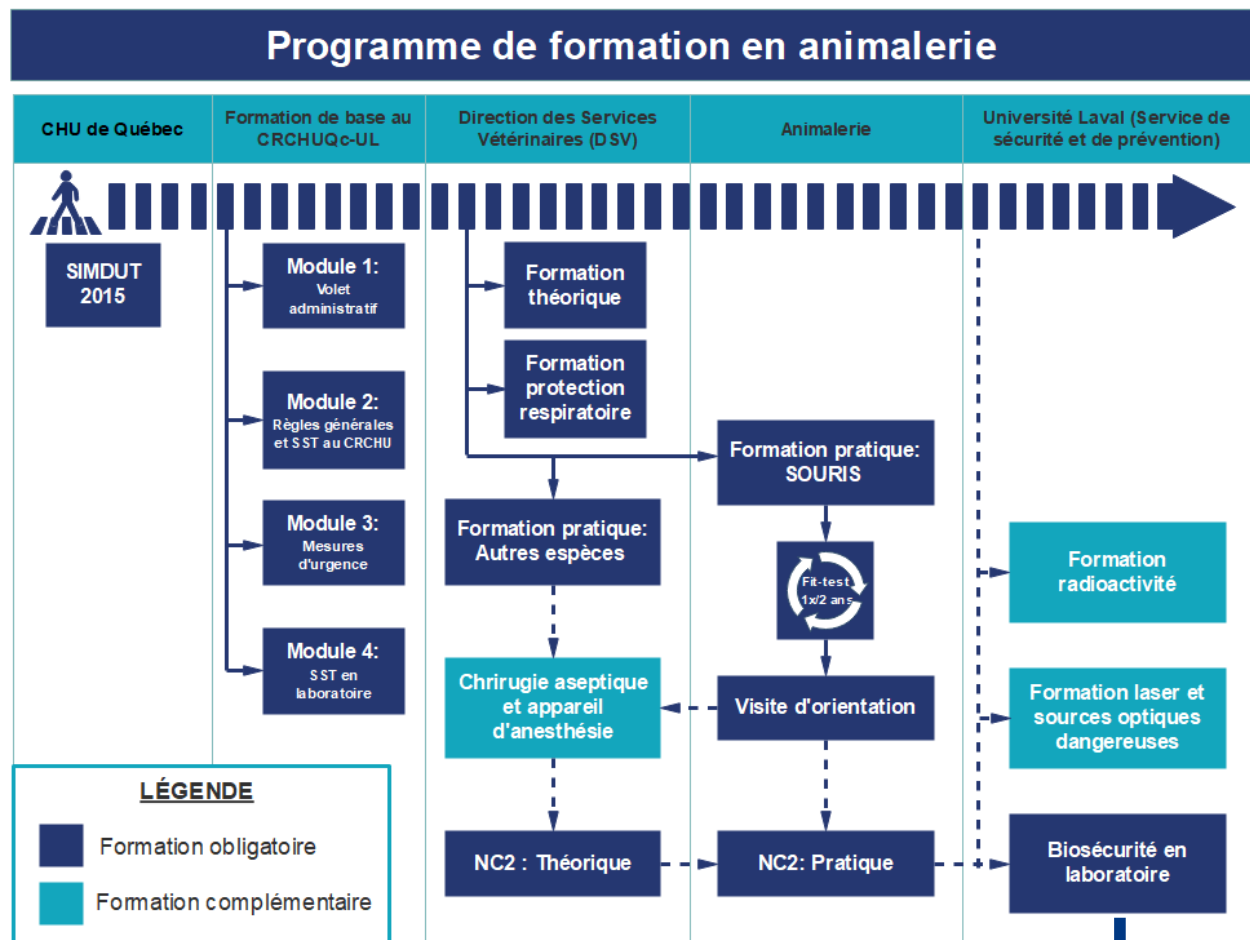 Programme de formation en animalerie
CHU de Québec
Formation de base au
CRCHUQc-UL
Direction des Services
Vétérinaires (DSV)
Animalerie
Université Laval (Service de
sécurité et de prévention)
SIMDUT
2015
Module 1:
Volet
administratif
Module 2:
Règles générales
et SST au CRCHU
Module 3:
Mesures
d'urgence
Module 4:
SST en
laboratoire
Formation
théorique
Formation
protection
respiratoire
Formation pratique:
Autres espèces
Chrirugie aseptique
et appareil
d'anesthésie
NC2 : Théorique
Formation pratique:
SOURIS
Fit-test
1x/2 ans
Visite d'orientation
NC2: Pratique
Formation
radioactivité
Formation laser et
sources optiques
dangereuses
Biosécurité en
laboratoire
LÉGENDE
Formation obligatoire
Formation complémentaire